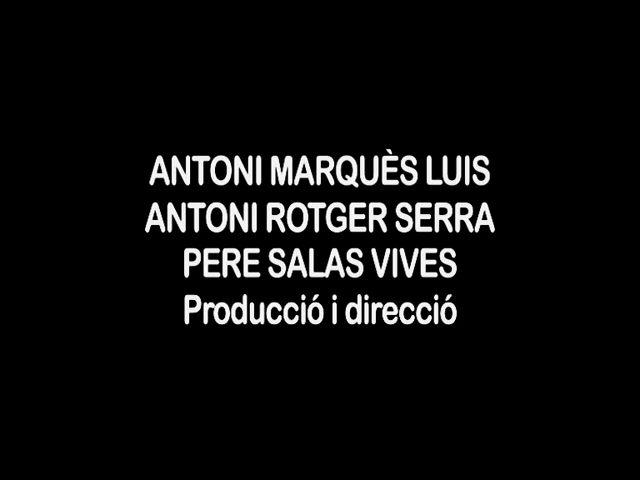 ANTONI MARQUÈS LUIS
ANTONI ROTGER SERRA
PERE SALAS VIVES
Producció i direcció